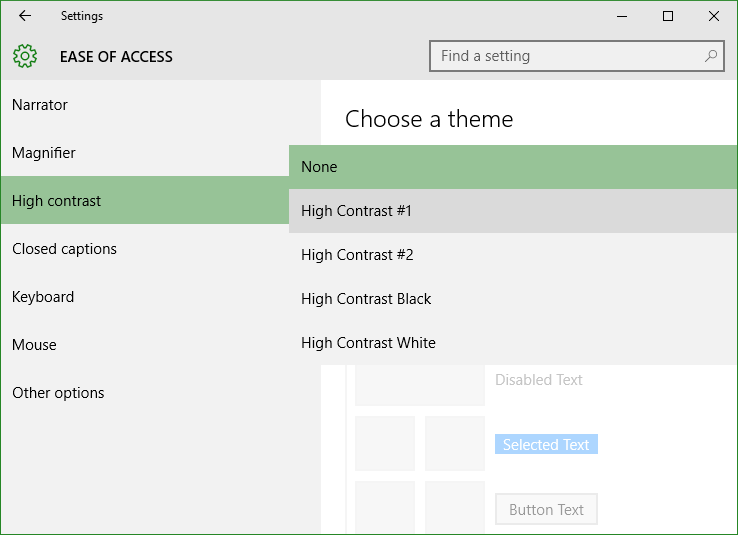 Settings
EASE OF ACCESS
Find a setting
Narrator
Magnifier
High contrast
Closed captions
Keyboard
Mouse
Other options
Choose a theme
None
High Contrast #1
High Contrast #2
High Contrast Black
High Contrast White
Disabled Text
Selected Text
Button Text